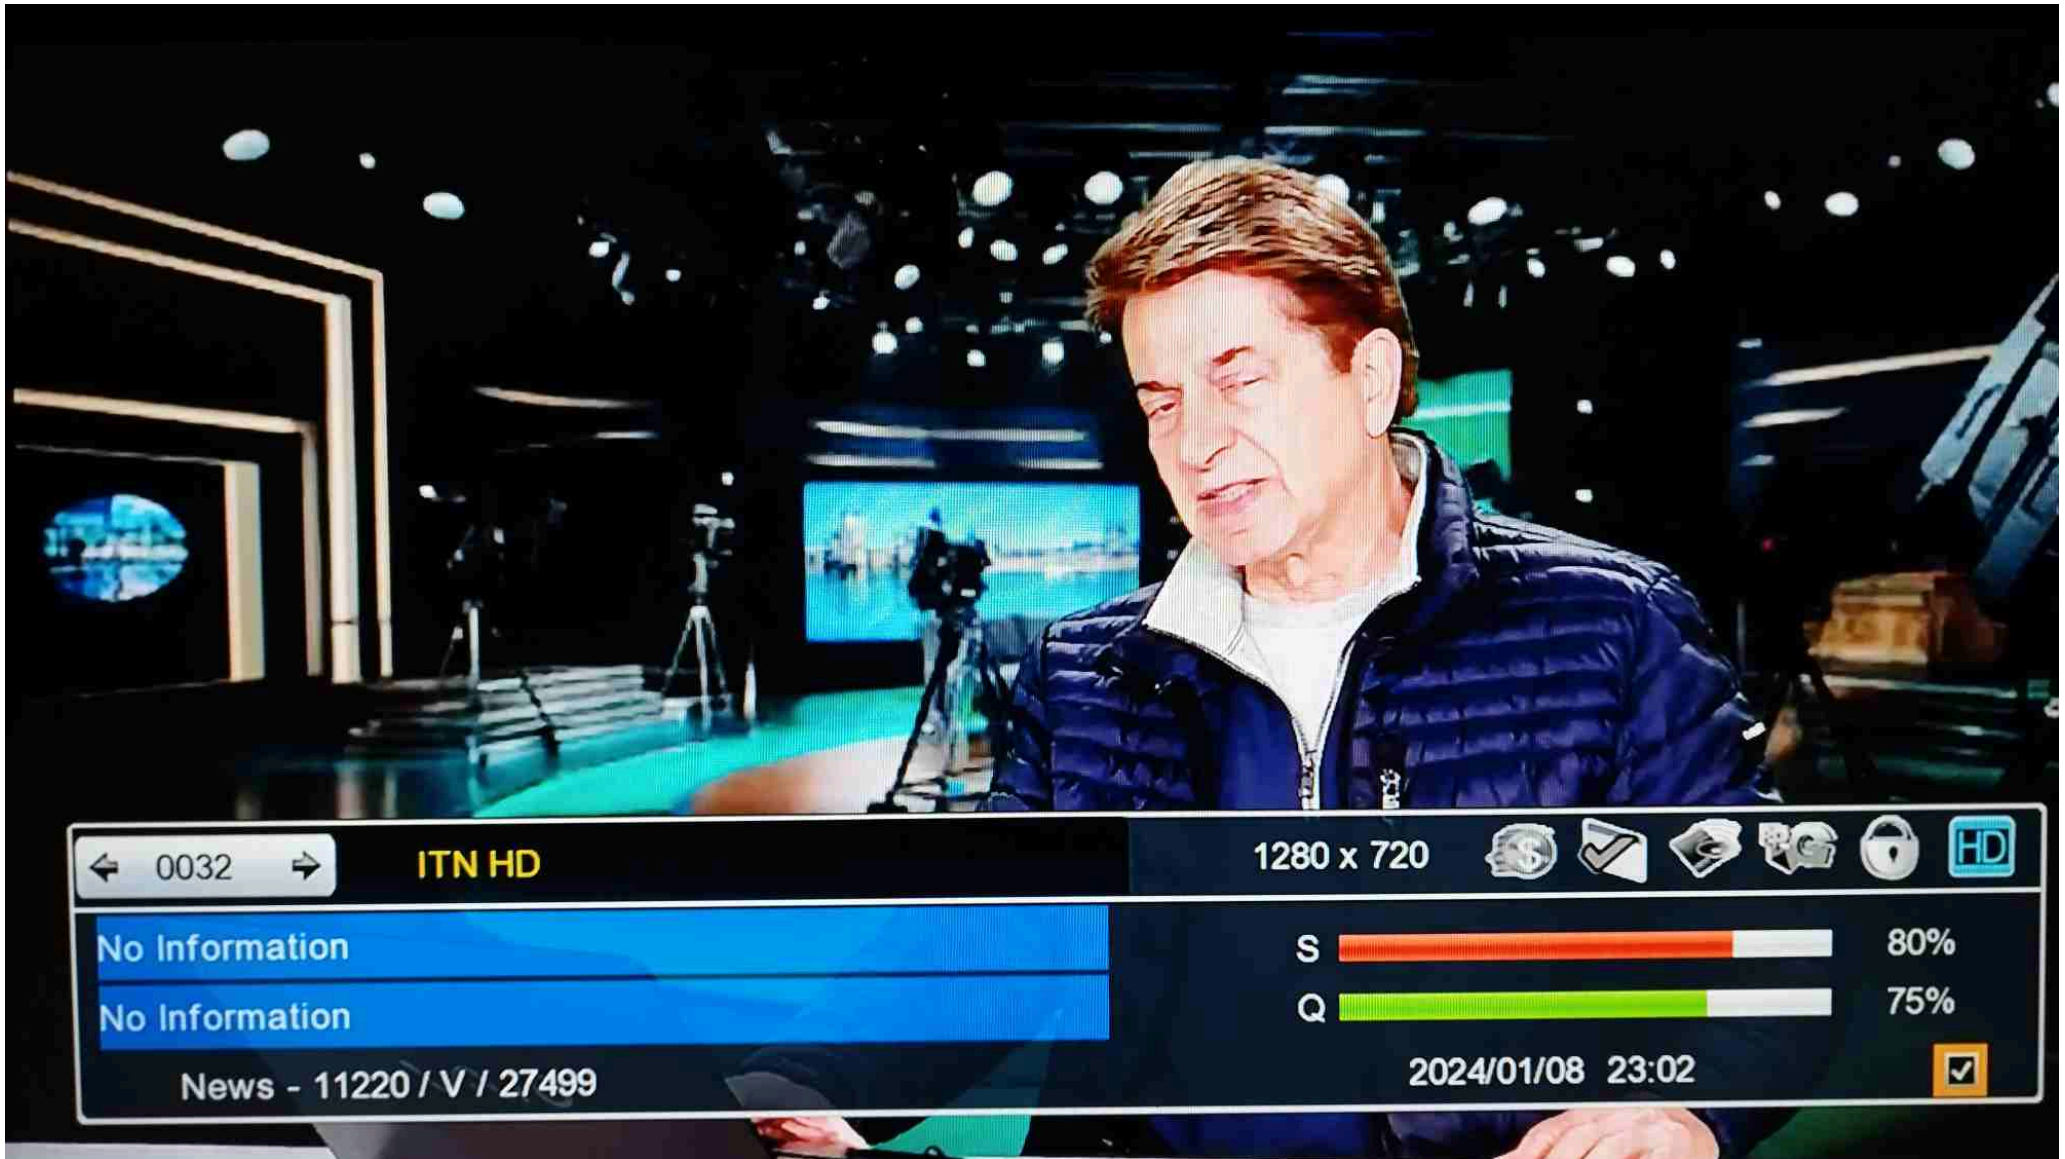 0032
ITN HD
1280 x 720
HD
No Information
S 80%
No Information
Q 75%
News - 11220 / V / 27499
2024/01/08 23:02